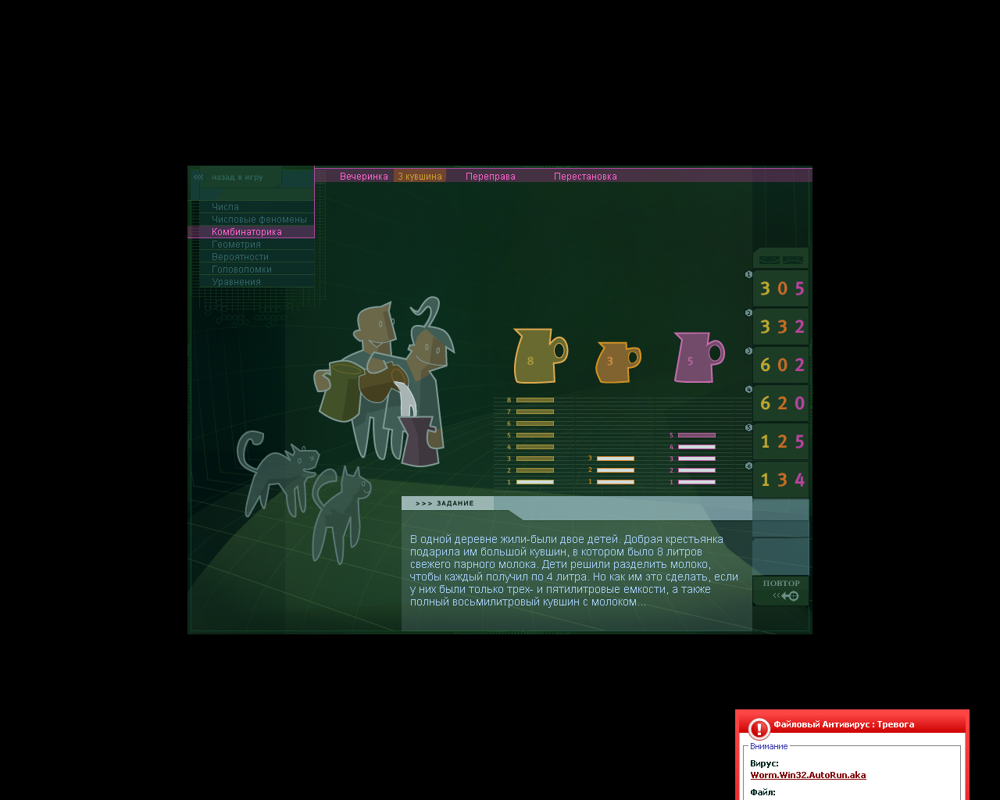 назад в игру
Вечеринка 3 кувшина Переправа Перестановка
Числа
Числовые феномены
Комбинаторика
Геометрия
Вероятности
Головоломки
Уравнения
8 3 5
1 3 0 5
2 3 3 2
3 6 0 2
4 6 2 0
5 1 2 5
6 1 3 4
8
7
6
5 5
4 4
3 3 3
2 2 2
1 1 1
>>> ЗАДАНИЕ
В одной деревне жили-были двое детей. Добрая крестьянка
подарила им большой кувшин, в котором было 8 литров
свежего парного молока. Дети решили разделить молоко,
чтобы каждый получил по 4 литра. Но как им это сделать, если
у них были только трех- и пятилитровые емкости, а также
полный восьмилитровый кувшин с молоком...
ПОВТОР
Файловый Антивирус : Тревога
Внимание
Вирус:
Worm.Win32.AutoRun.aka
Файл: